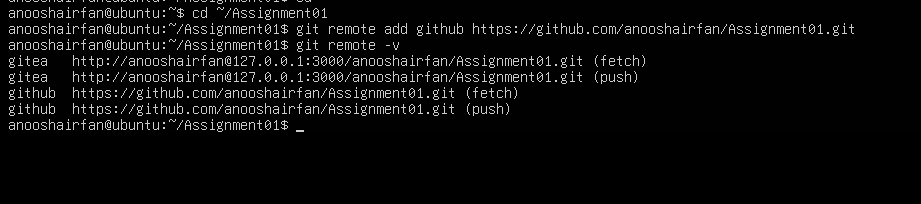 anooshairfan@ubuntu:~$ cd ~/Assignment01
anooshairfan@ubuntu:~/Assignment01$ git remote add github https://github.com/anooshairfan/Assignment01.git
anooshairfan@ubuntu:~/Assignment01$ git remote -v
gitea   http://anooshairfan@127.0.0.1:3000/anooshairfan/Assignment01.git (fetch)
gitea   http://anooshairfan@127.0.0.1:3000/anooshairfan/Assignment01.git (push)
github  https://github.com/anooshairfan/Assignment01.git (fetch)
github  https://github.com/anooshairfan/Assignment01.git (push)
anooshairfan@ubuntu:~/Assignment01$ _